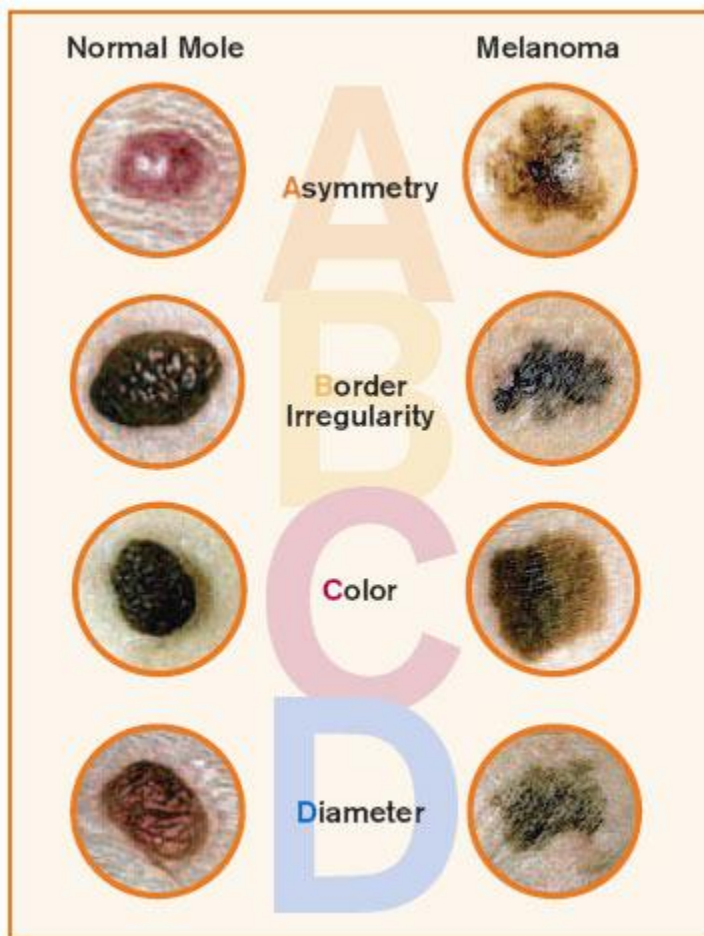 Normal Mole
Melanoma
A
Asymmetry
B
Border
Irregularity
C
Color
D
Diameter